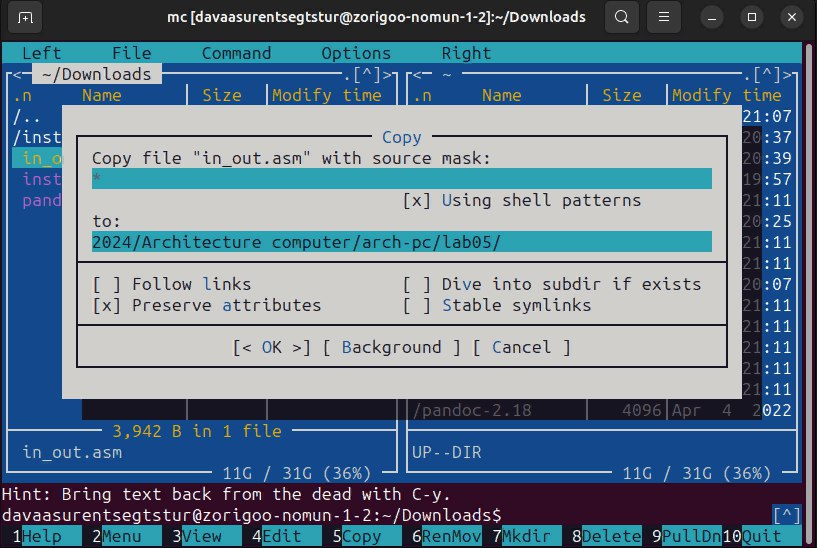 mc [davaasurentsegtstur@zorigoo-nomun-1-2]:~/Downloads
Left File Command Options Right
<─ ~/Downloads .[^]>
<─ ~ .[^]>
.n Name Size Modify time
.n Name Size Modify time
/.. 21:07
/inst 20:37
in_o 20:39
inst 19:57
pand 21:11
20:25
21:11
21:11
20:07
21:11
21:11
21:11
21:11
21:11
/pandoc-2.18 4096 Apr 4 2022
Copy
Copy file "in_out.asm" with source mask:
*
[x] Using shell patterns
to:
2024/Architecture computer/arch-pc/lab05/
[ ] Follow links [ ] Dive into subdir if exists
[x] Preserve attributes [ ] Stable symlinks
[< OK >] [ Background ] [ Cancel ]
3,942 B in 1 file
in_out.asm UP--DIR
11G / 31G (36%) 11G / 31G (36%)
Hint: Bring text back from the dead with C-y.
davaasurentsegtstur@zorigoo-nomun-1-2:~/Downloads$ [^]
1Help 2Menu 3View 4Edit 5Copy 6RenMov 7Mkdir 8Delete 9PullDn 10Quit